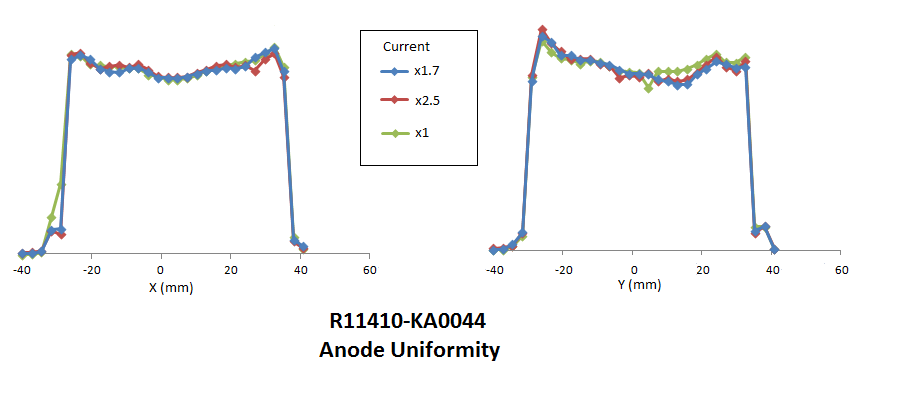 Current
x1.7
x2.5
x1
-40 -20 0 20 40 60
X (mm)
-40 -20 0 20 40 60
Y (mm)
R11410-KA0044
Anode Uniformity